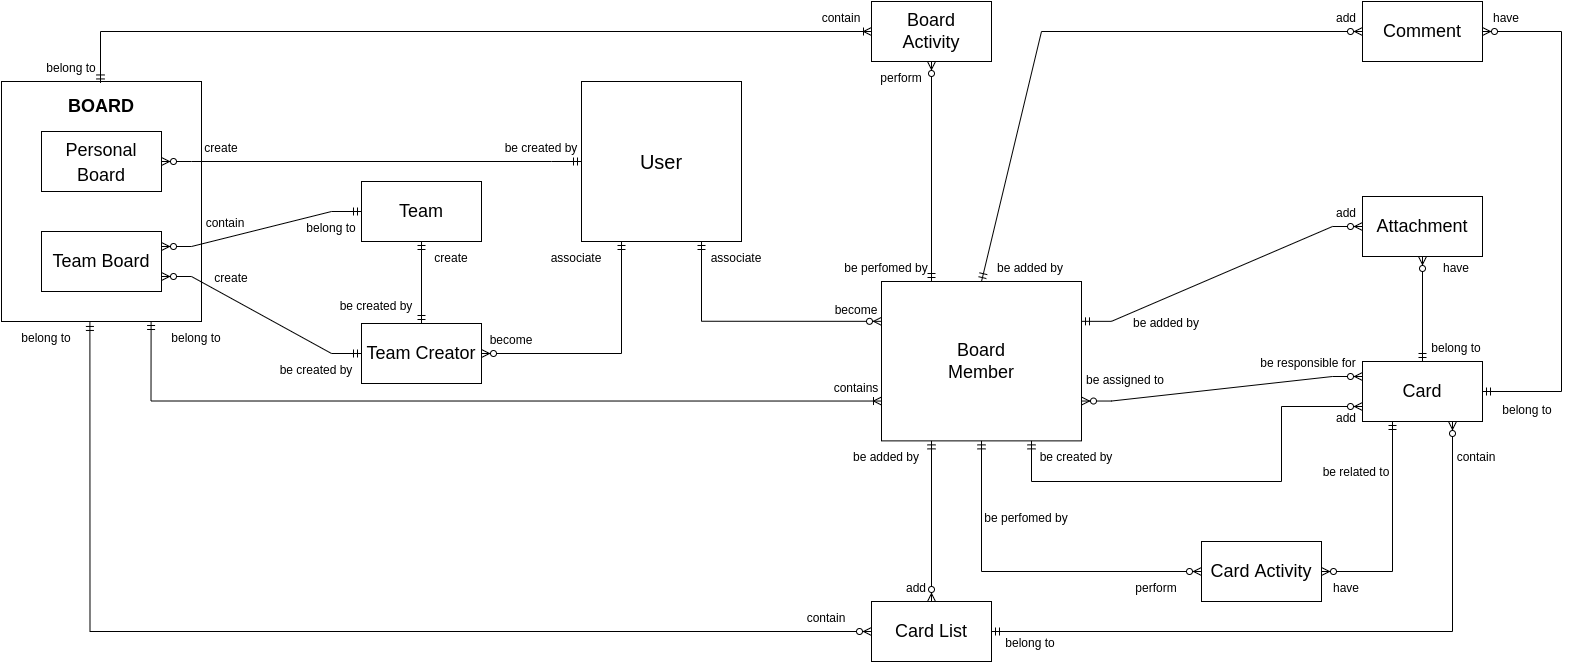 contain
Board
Activity
add
Comment
have
belong to
perform
BOARD
Personal
Board
create
be created by
User
Team
contain
belong to
Team Board
create
create
associate
associate
be perfomed by
be added by
add
Attachment
have
be created by
become
belong to
belong to
become
Team Creator
be created by
Board
Member
be added by
belong to
be responsible for
be assigned to
contains
Card
add
belong to
be added by
be created by
contain
be related to
be perfomed by
Card Activity
perform
have
add
contain
Card List
belong to